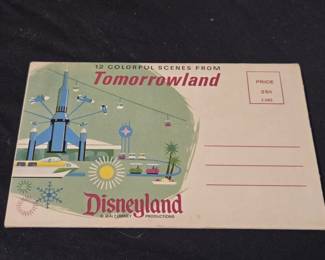 12 COLORFUL SCENES FROM
Tomorrowland
PRICE
25¢
Disneyland
© WALT DISNEY PRODUCTIONS